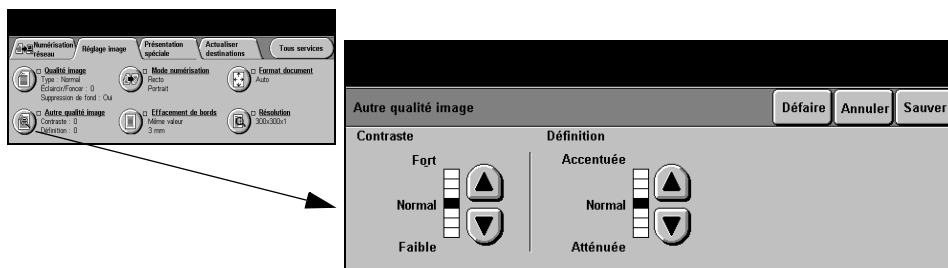 Numérisation réseau
Réglage image
Présentation spéciale
Actualiser destinations
Tous services
Qualité image
Type : Normal
Éclaircir/Foncer : 0
Suppression de fond : Oui
Mode numérisation
Recto
Portrait
Format document
Auto
Autre qualité image
Contraste : 0
Définition : 0
Effacement de bords
Même valeur
3 mm
Résolution
300x300x1
Autre qualité image
Défaire
Annuler
Sauver
Contraste
Fort
Normal
Faible
Définition
Accentuée
Normal
Atténuée